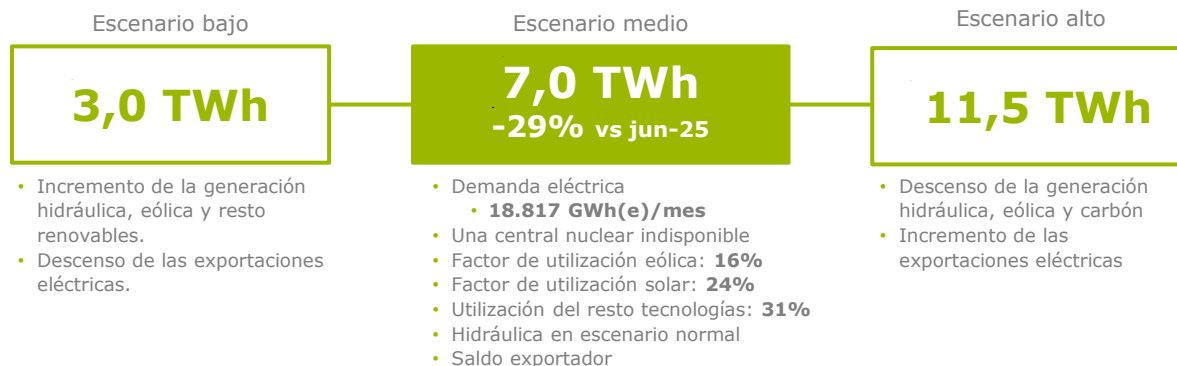 Escenario bajo
3,0 TWh
• Incremento de la generación
hidráulica, eólica y resto
renovables.
• Descenso de las exportaciones
eléctricas.
Escenario medio
7,0 TWh
-29% vs jun-25
• Demanda eléctrica
• 18.817 GWh(e)/mes
• Una central nuclear indisponible
• Factor de utilización eólica: 16%
• Factor de utilización solar: 24%
• Utilización del resto tecnologías: 31%
• Hidráulica en escenario normal
• Saldo exportador
Escenario alto
11,5 TWh
• Descenso de la generación
hidráulica, eólica y carbón
• Incremento de las
exportaciones eléctricas